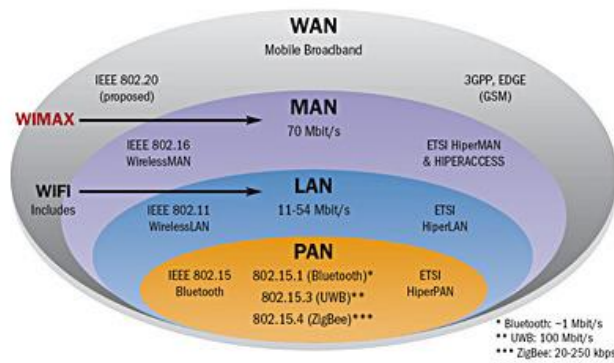 WAN
Mobile Broadband
IEEE 802.20
(proposed)
3GPP, EDGE
(GSM)
WIMAX
MAN
70 Mbit/s
IEEE 802.16
WirelessMAN
ETSI HiperMAN
& HIPERACCESS
WIFI
Includes
LAN
11-54 Mbit/s
IEEE 802.11
WirelessLAN
ETSI
HiperLAN
PAN
IEEE 802.15
Bluetooth
802.15.1 (Bluetooth)*
802.15.3 (UWB)**
802.15.4 (ZigBee)***
ETSI
HiperPAN
* Bluetooth: ~1 Mbit/s
** UWB: 100 Mbit/s
*** ZigBee: 20-250 kbps